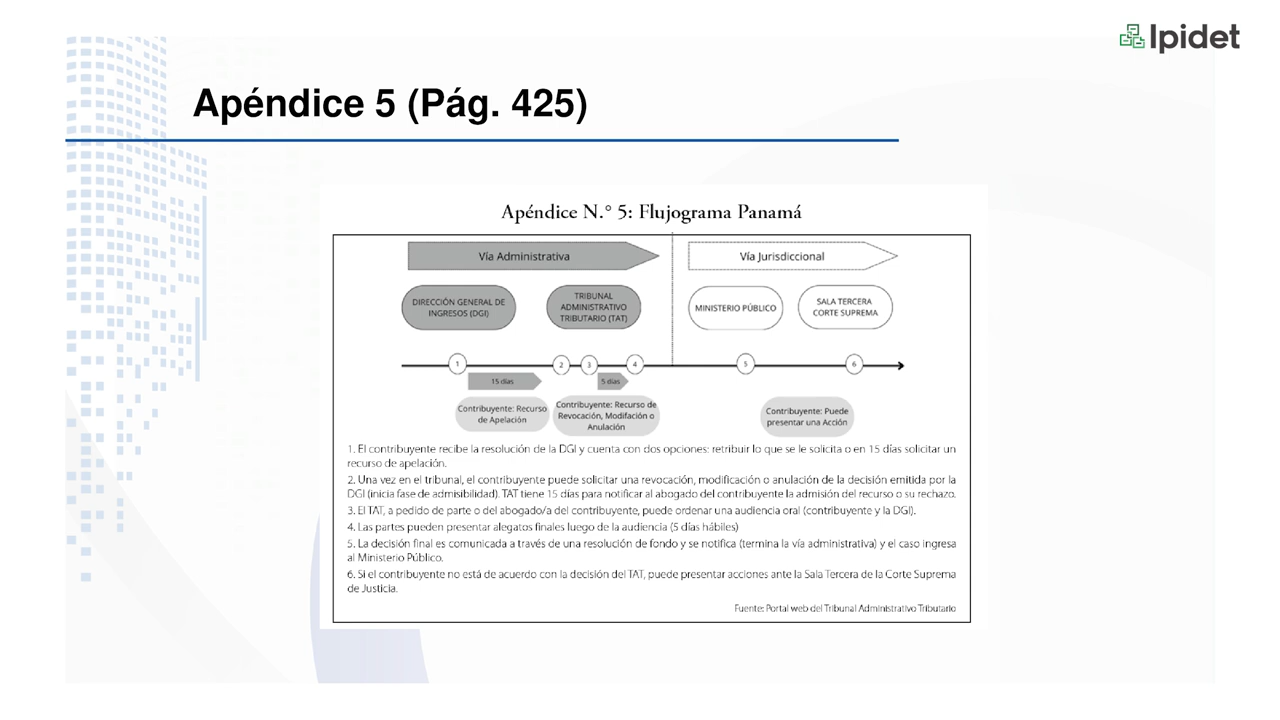 Ipidet
Apéndice 5 (Pág. 425)
Apéndice N.° 5: Flujograma Panamá
Vía Administrativa
Vía Jurisdiccional
DIRECCIÓN GENERAL DE
INGRESOS (DGI)
TRIBUNAL
ADMINISTRATIVO
TRIBUTARIO (TAT)
MINISTERIO PÚBLICO
SALA TERCERA
CORTE SUPREMA
1
2
3
4
5
6
15 días
5 días
Contribuyente: Recurso
de Apelación
Contribuyente: Recurso de
Revocación, Modifación o
Anulación
Contribuyente: Puede
presentar una Acción
1. El contribuyente recibe la resolución de la DGI y cuenta con dos opciones: retribuir lo que se le solicita o en 15 días solicitar un
recurso de apelación.
2. Una vez en el tribunal, el contribuyente puede solicitar una revocación, modificación o anulación de la decisión emitida por la
DGI (inicia fase de admisibilidad). TAT tiene 15 días para notificar al abogado del contribuyente la admisión del recurso o su rechazo.
3. El TAT, a pedido de parte o del abogado/a del contribuyente, puede ordenar una audiencia oral (contribuyente y la DGI).
4. Las partes pueden presentar alegatos finales luego de la audiencia (5 días hábiles)
5. La decisión final es comunicada a través de una resolución de fondo y se notifica (termina la vía administrativa) y el caso ingresa
al Ministerio Público.
6. Si el contribuyente no está de acuerdo con la decisión del TAT, puede presentar acciones ante la Sala Tercera de la Corte Suprema
de Justicia.
Fuente: Portal web del Tribunal Administrativo Tributario